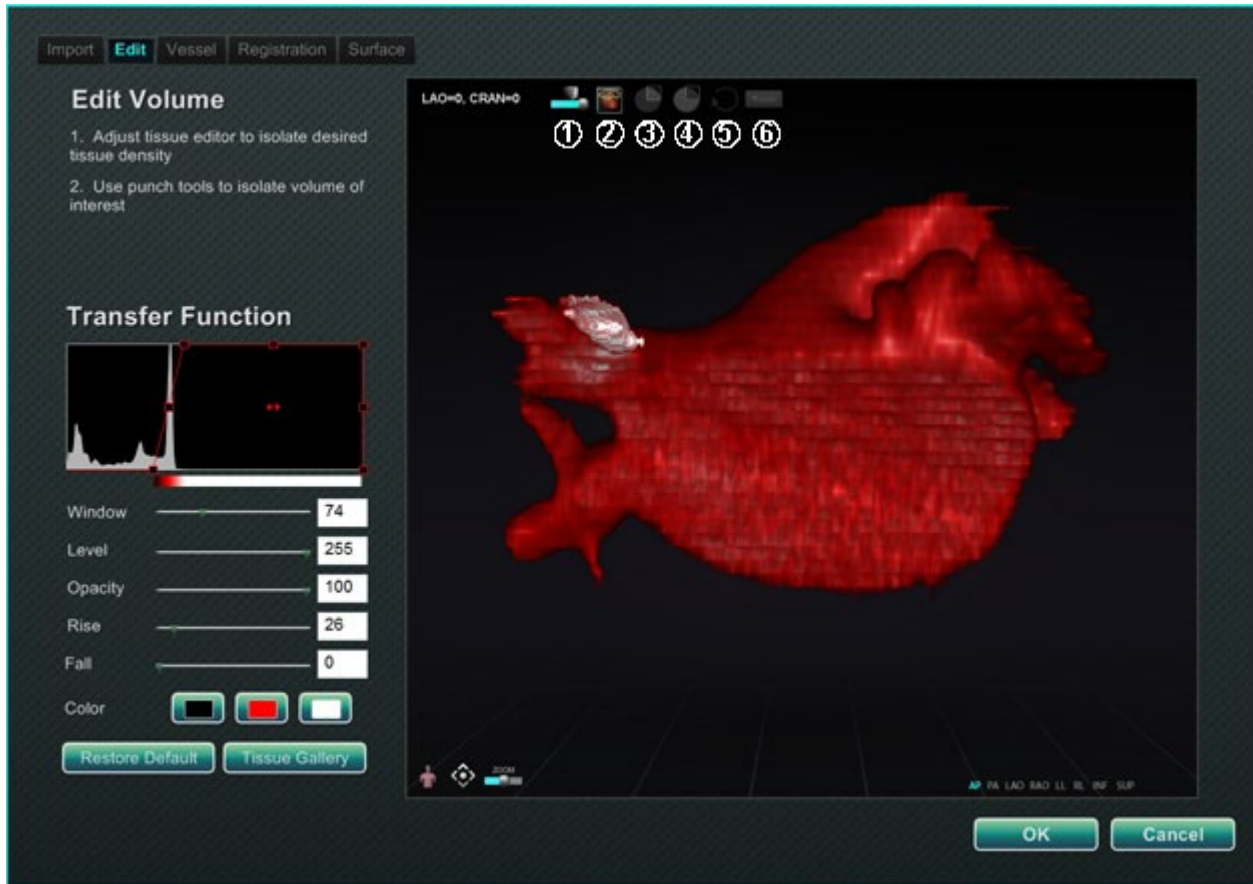 Import Edit Vessel Registration Surface
Edit Volume
1. Adjust tissue editor to isolate desired
tissue density
2. Use punch tools to isolate volume of
interest
Transfer Function
Window 74
Level 255
Opacity 100
Rise 26
Fall 0
Color
Restore Default Tissue Gallery
LAO=0, CRAN=0
① ② ③ ④ ⑤ ⑥
ZOOM
AP PA LAO RAO LL RL INF SUP
OK Cancel